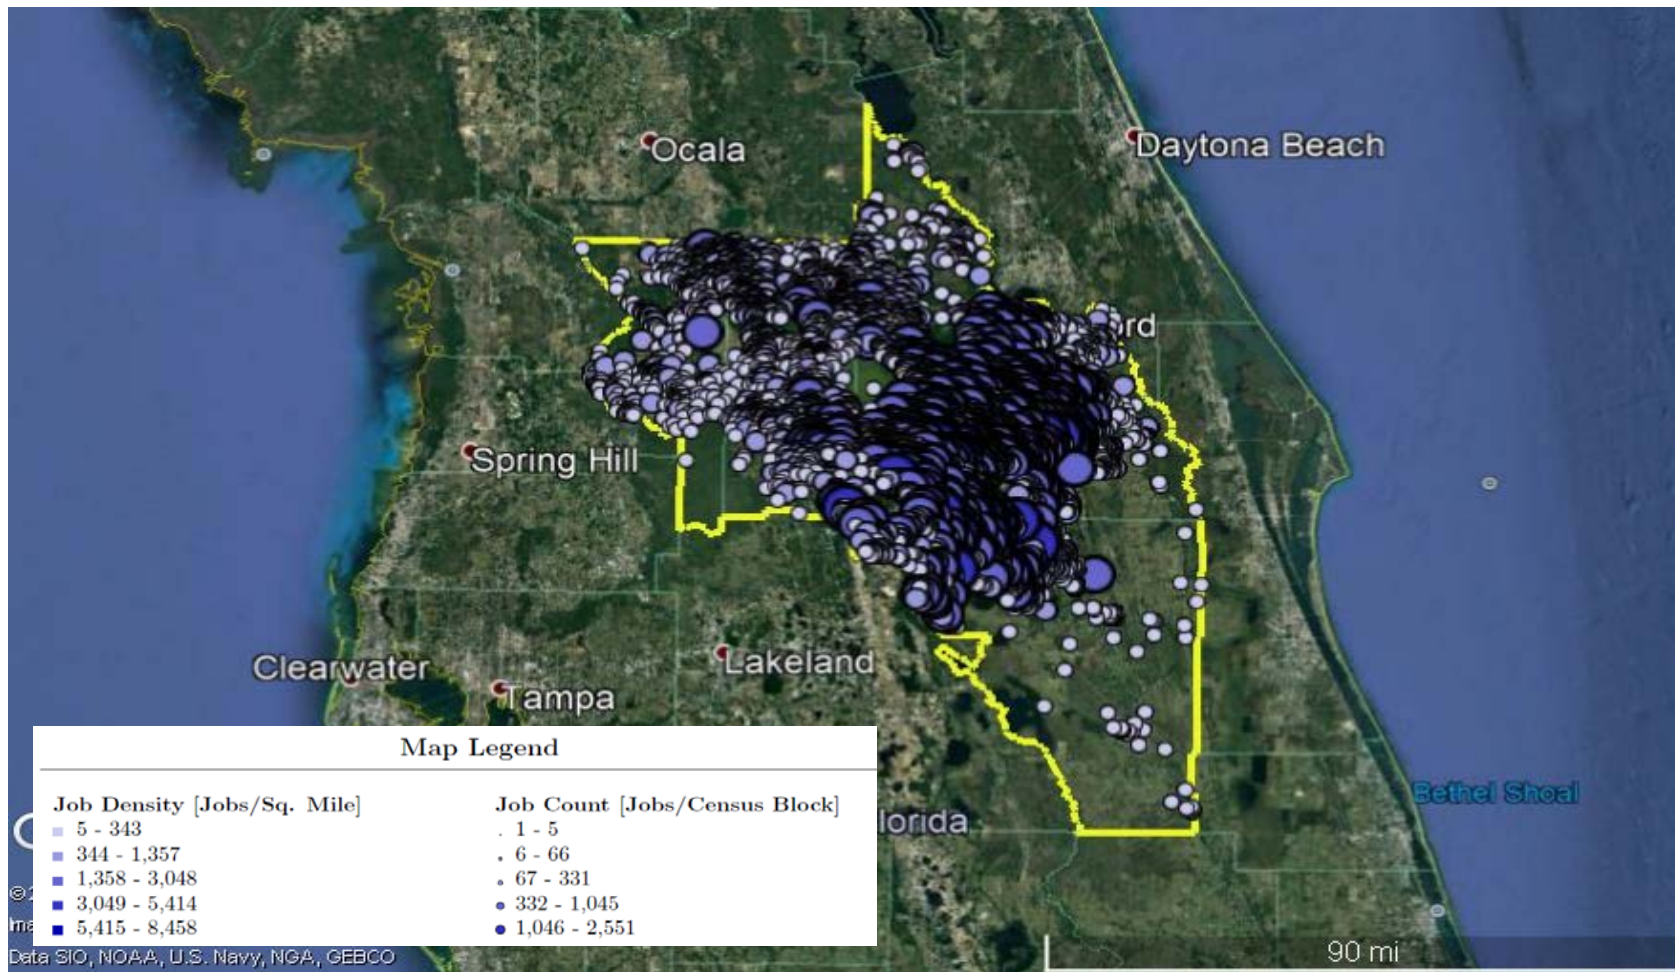 Ocala
Daytona Beach
rd
Spring Hill
Clearwater
Lakeland
Tampa
Map Legend
Job Density [Jobs/Sq. Mile]
5 - 343
344 - 1,357
1,358 - 3,048
3,049 - 5,414
5,415 - 8,458
Job Count [Jobs/Census Block]
1 - 5
6 - 66
67 - 331
332 - 1,045
1,046 - 2,551
Bethel Shoal
lorida
90 mi
Data SIO, NOAA, U.S. Navy, NGA, GEBCO